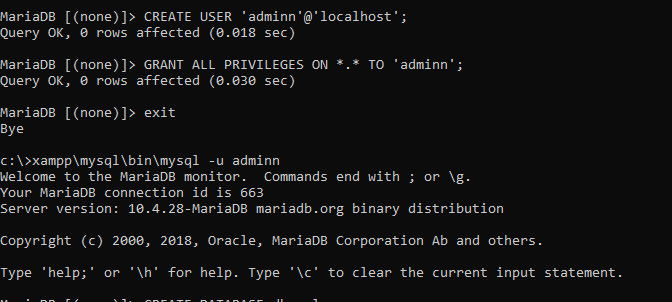 MariaDB [(none)]> CREATE USER 'adminn'@'localhost';
Query OK, 0 rows affected (0.018 sec)
MariaDB [(none)]> GRANT ALL PRIVILEGES ON *.* TO 'adminn';
Query OK, 0 rows affected (0.030 sec)
MariaDB [(none)]> exit
Bye
c:\>xampp\mysql\bin\mysql -u adminn
Welcome to the MariaDB monitor.  Commands end with ; or \g.
Your MariaDB connection id is 663
Server version: 10.4.28-MariaDB mariadb.org binary distribution
Copyright (c) 2000, 2018, Oracle, MariaDB Corporation Ab and others.
Type 'help;' or '\h' for help. Type '\c' to clear the current input statement.
MariaDB [(none)]> CREATE DATABASE